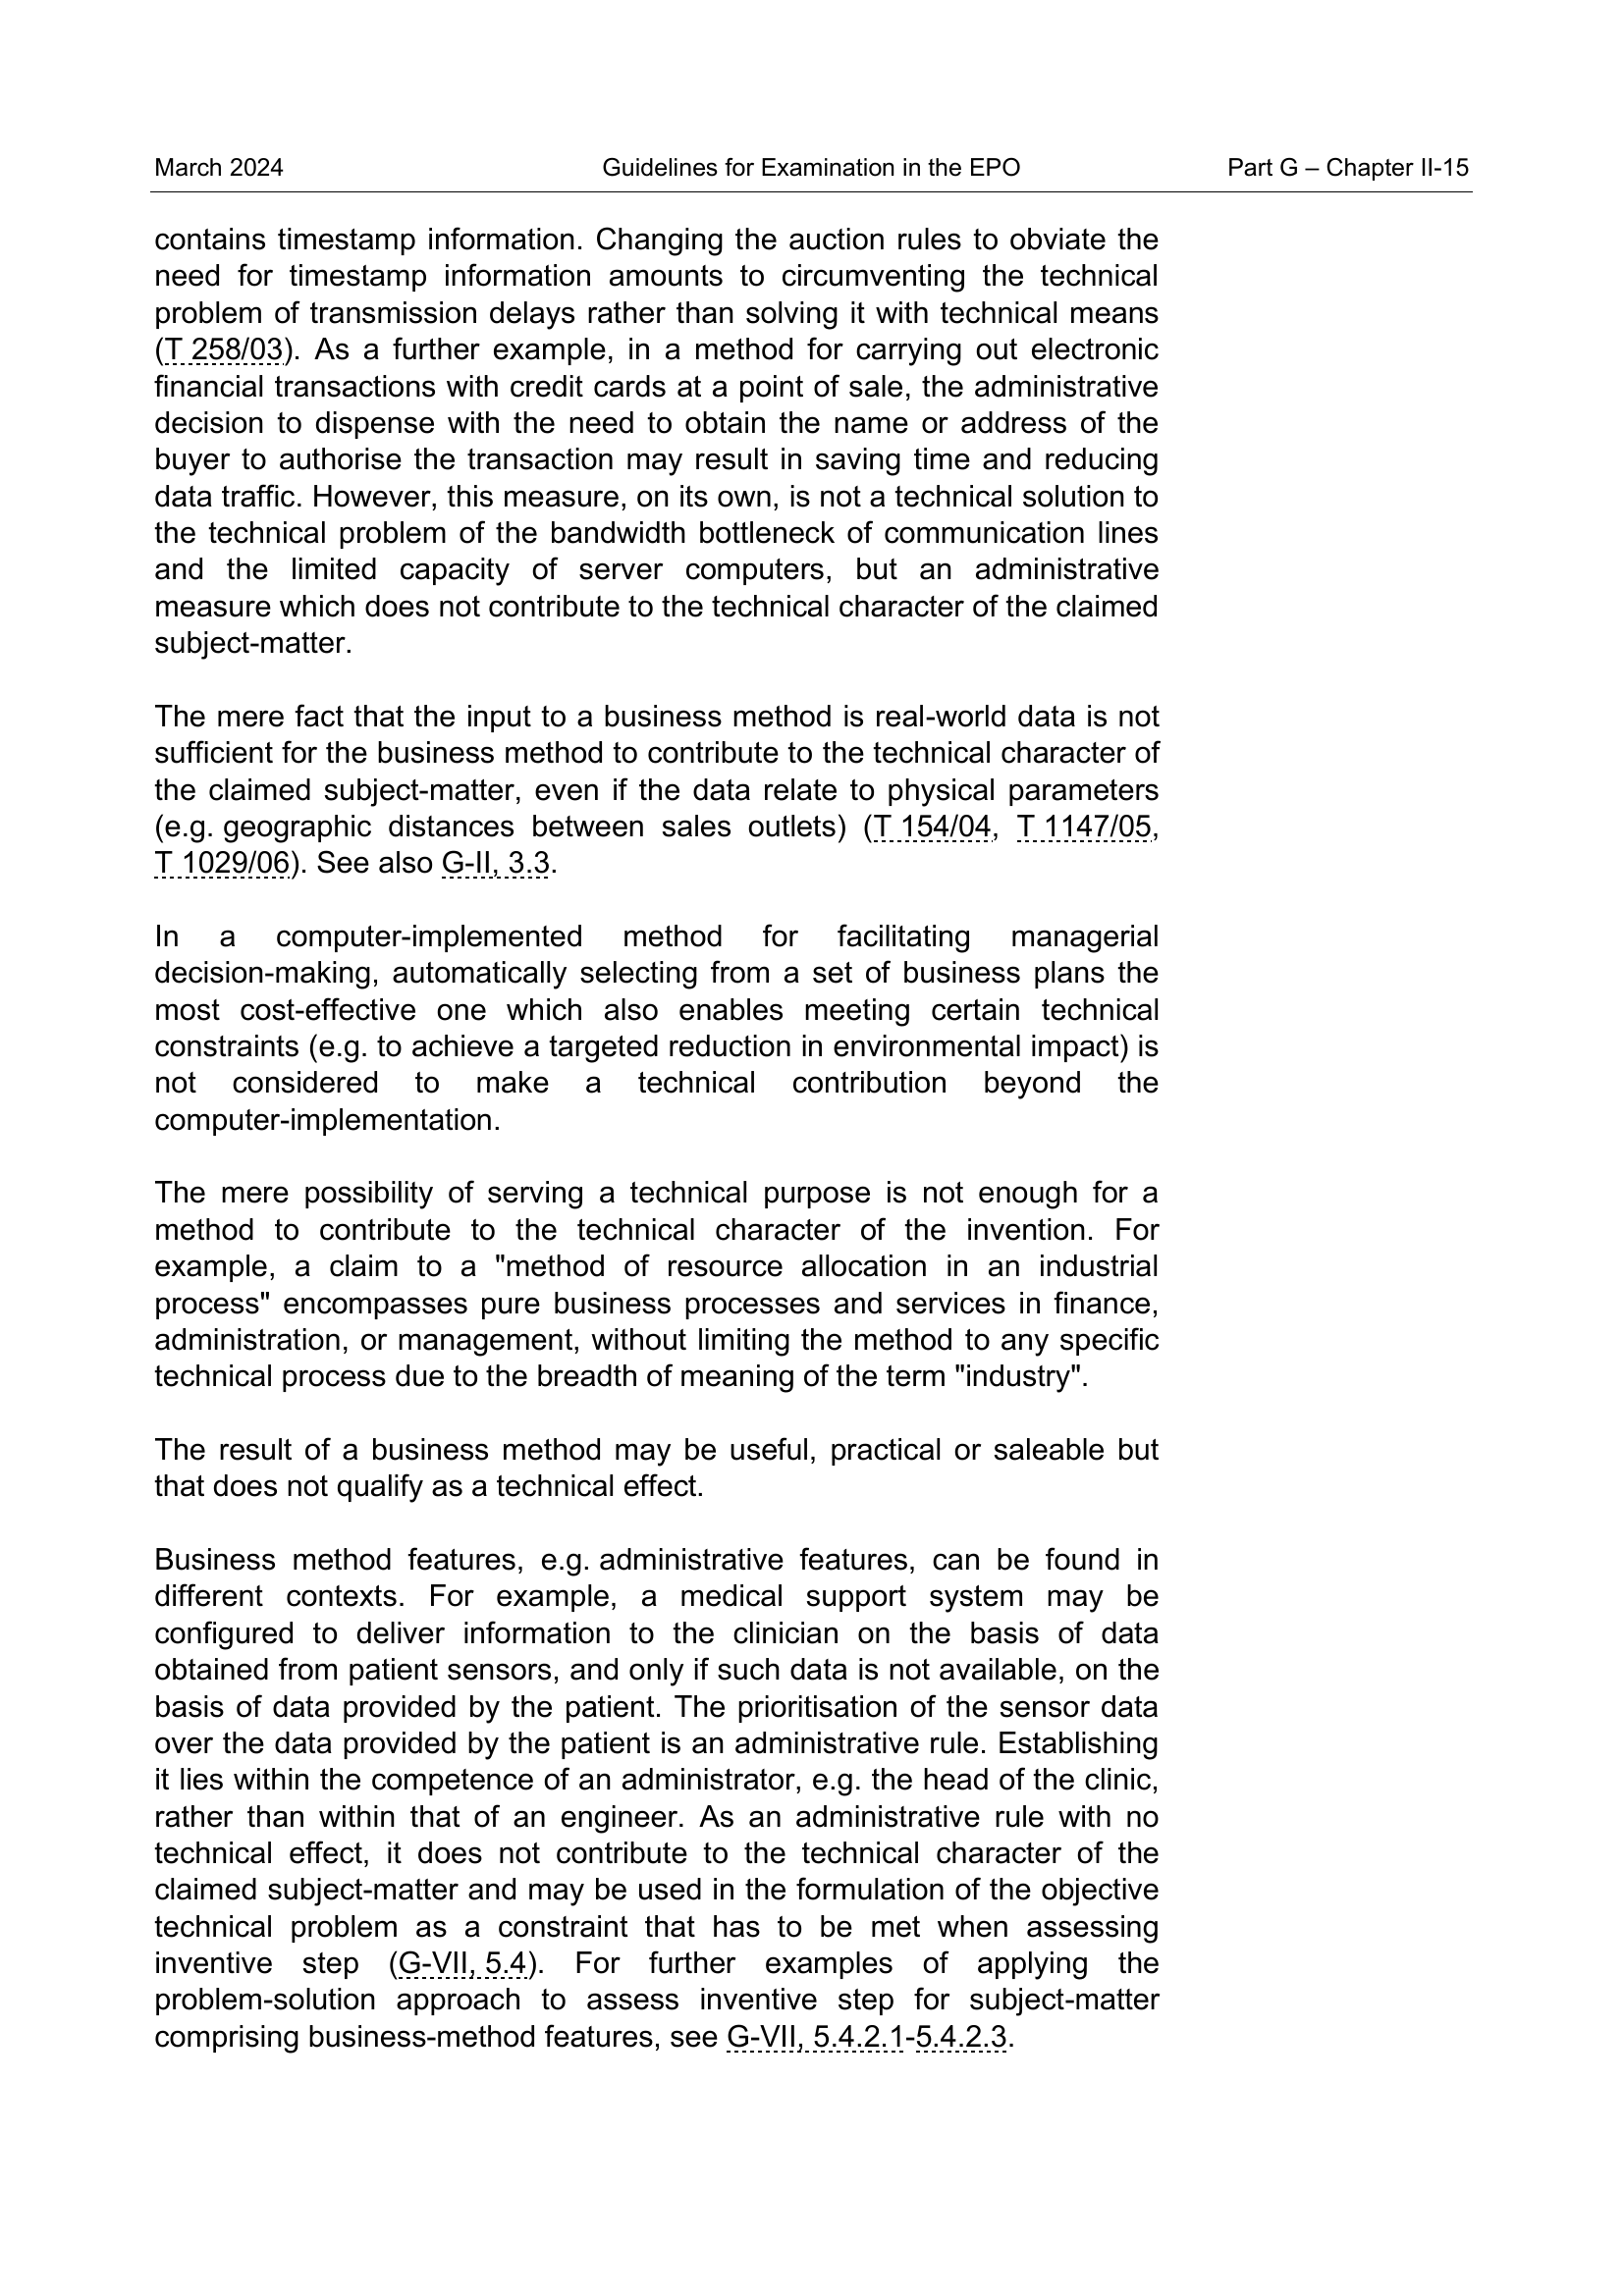 March 2024 Guidelines for Examination in the EPO Part G – Chapter II-15
contains timestamp information. Changing the auction rules to obviate the
need for timestamp information amounts to circumventing the technical
problem of transmission delays rather than solving it with technical means
(T 258/03). As a further example, in a method for carrying out electronic
financial transactions with credit cards at a point of sale, the administrative
decision to dispense with the need to obtain the name or address of the
buyer to authorise the transaction may result in saving time and reducing
data traffic. However, this measure, on its own, is not a technical solution to
the technical problem of the bandwidth bottleneck of communication lines
and the limited capacity of server computers, but an administrative
measure which does not contribute to the technical character of the claimed
subject-matter.
The mere fact that the input to a business method is real-world data is not
sufficient for the business method to contribute to the technical character of
the claimed subject-matter, even if the data relate to physical parameters
(e.g. geographic distances between sales outlets) (T 154/04, T 1147/05,
T 1029/06). See also G-II, 3.3.
In a computer-implemented method for facilitating managerial
decision-making, automatically selecting from a set of business plans the
most cost-effective one which also enables meeting certain technical
constraints (e.g. to achieve a targeted reduction in environmental impact) is
not considered to make a technical contribution beyond the
computer-implementation.
The mere possibility of serving a technical purpose is not enough for a
method to contribute to the technical character of the invention. For
example, a claim to a "method of resource allocation in an industrial
process" encompasses pure business processes and services in finance,
administration, or management, without limiting the method to any specific
technical process due to the breadth of meaning of the term "industry".
The result of a business method may be useful, practical or saleable but
that does not qualify as a technical effect.
Business method features, e.g. administrative features, can be found in
different contexts. For example, a medical support system may be
configured to deliver information to the clinician on the basis of data
obtained from patient sensors, and only if such data is not available, on the
basis of data provided by the patient. The prioritisation of the sensor data
over the data provided by the patient is an administrative rule. Establishing
it lies within the competence of an administrator, e.g. the head of the clinic,
rather than within that of an engineer. As an administrative rule with no
technical effect, it does not contribute to the technical character of the
claimed subject-matter and may be used in the formulation of the objective
technical problem as a constraint that has to be met when assessing
inventive step (G-VII, 5.4). For further examples of applying the
problem-solution approach to assess inventive step for subject-matter
comprising business-method features, see G-VII, 5.4.2.1-5.4.2.3.